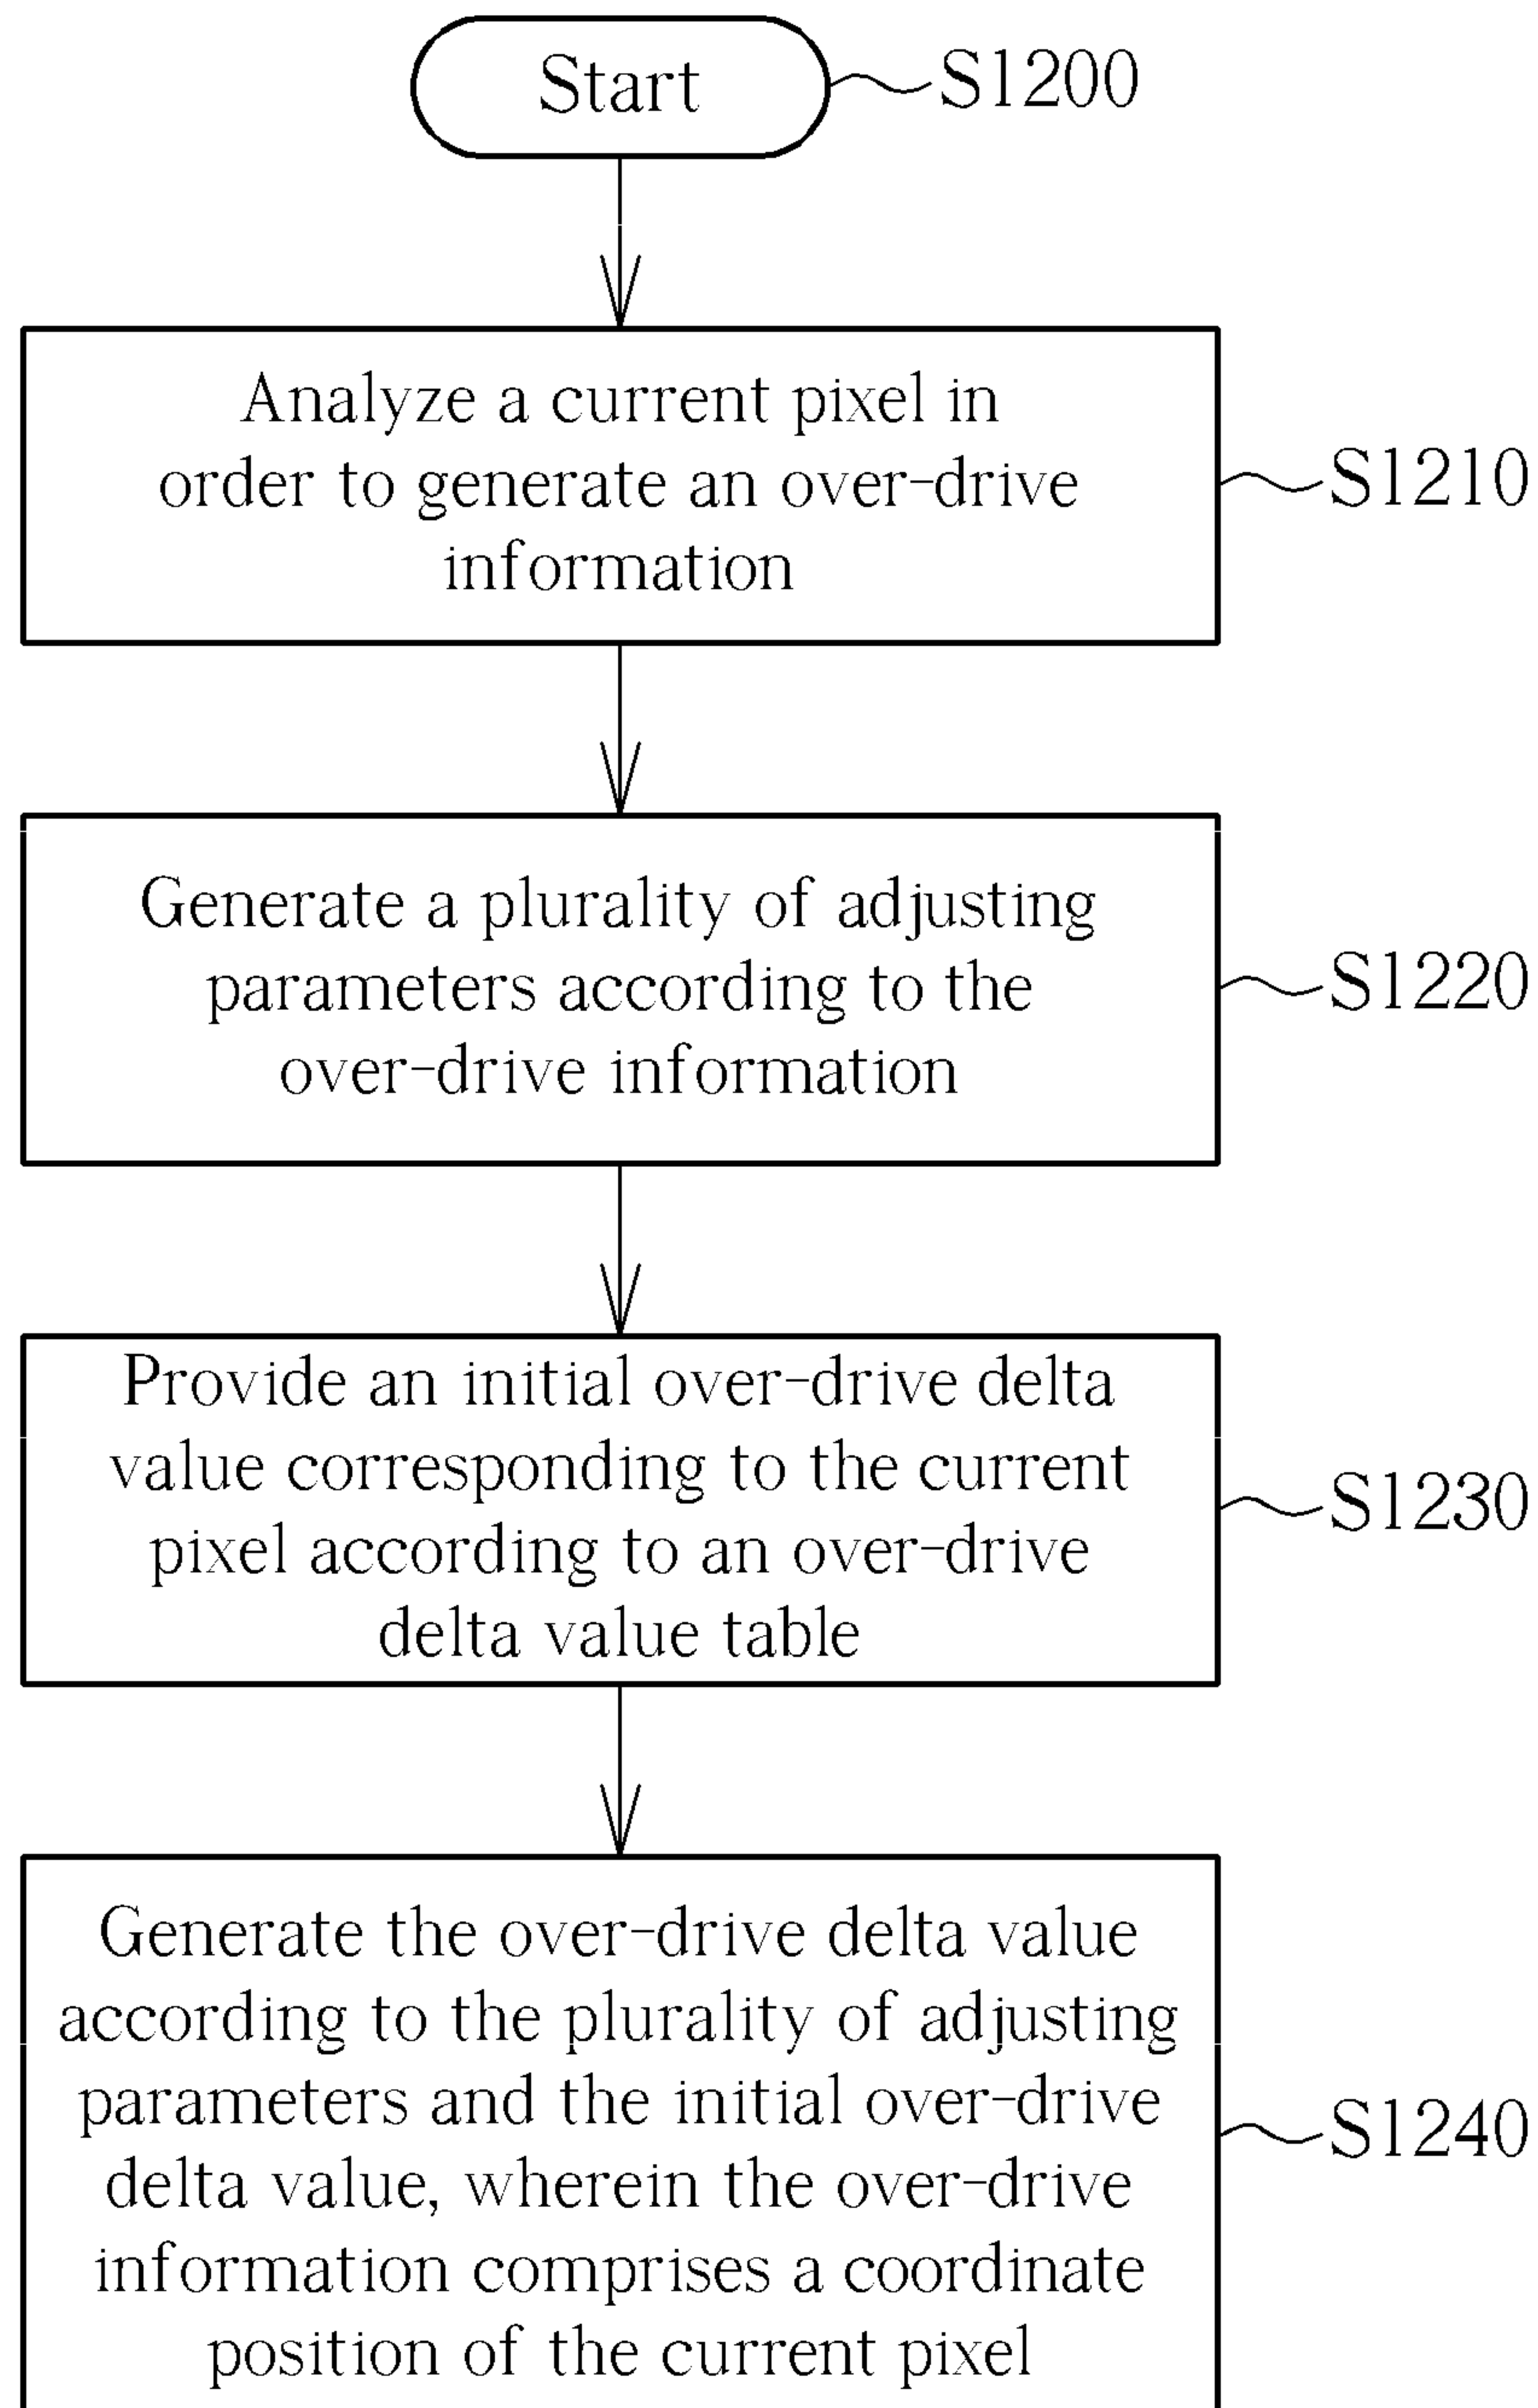 Start
S1200
Analyze a current pixel in
order to generate an over-drive
information
S1210
Generate a plurality of adjusting
parameters according to the
over-drive information
S1220
Provide an initial over-drive delta
value corresponding to the current
pixel according to an over-drive
delta value table
S1230
Generate the over-drive delta value
according to the plurality of adjusting
parameters and the initial over-drive
delta value, wherein the over-drive
information comprises a coordinate
position of the current pixel
S1240